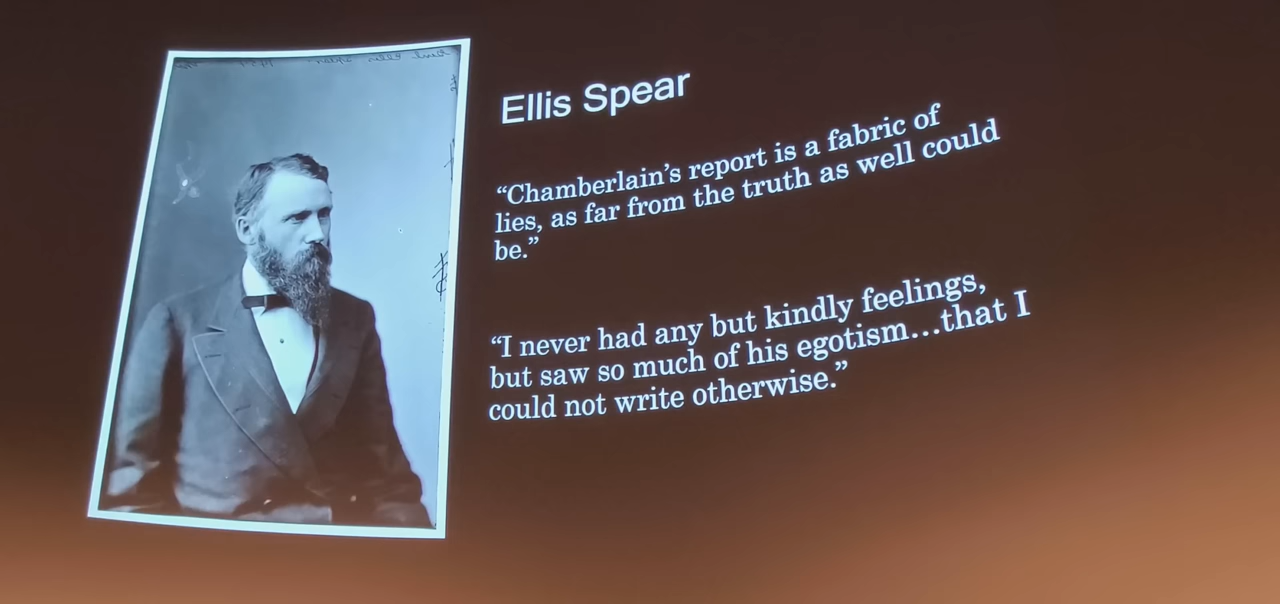 Ellis Spear
“Chamberlain’s report is a fabric of
lies, as far from the truth as well could
be.”
“I never had any but kindly feelings,
but saw so much of his egotism...that I
could not write otherwise.”